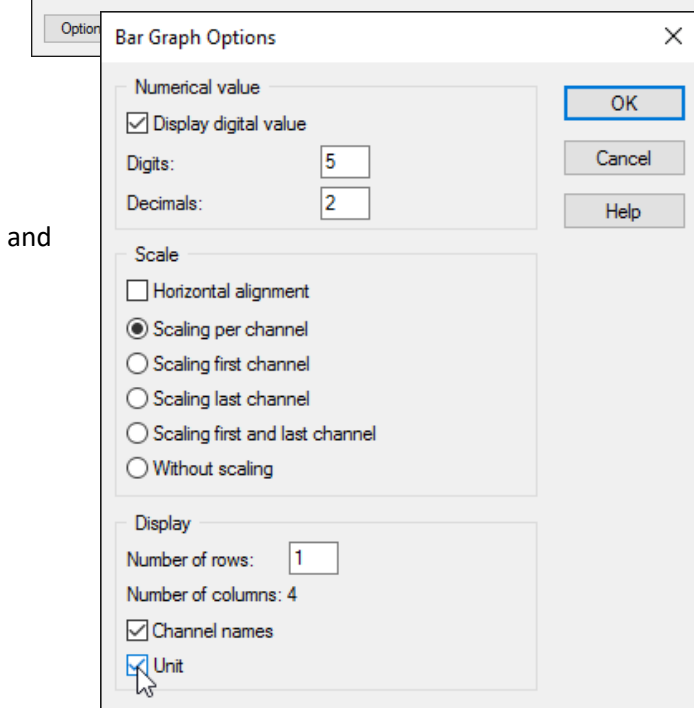 Option
Bar Graph Options
Numerical value
Display digital value
Digits: 5
Decimals: 2
OK
Cancel
Help
and
Scale
Horizontal alignment
Scaling per channel
Scaling first channel
Scaling last channel
Scaling first and last channel
Without scaling
Display
Number of rows: 1
Number of columns: 4
Channel names
Unit